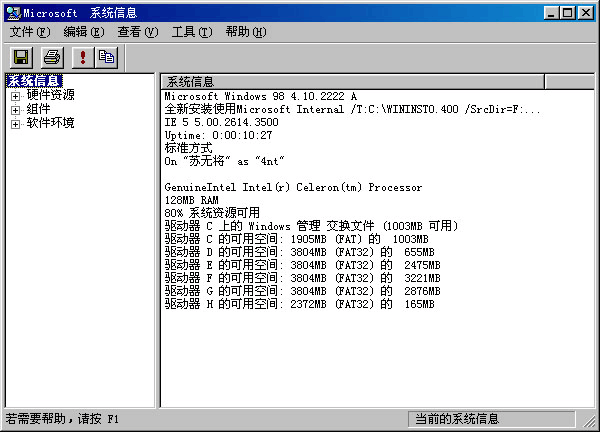 Microsoft 系统信息
文件(F) 编辑(E) 查看(V) 工具(T) 帮助(H)
系统信息
硬件资源
组件
软件环境
系统信息
Microsoft Windows 98 4.10.2222 A
全新安装使用Microsoft Internal /T:C:\WININST0.400 /SrcDir=F:...
IE 5 5.00.2614.3500
Uptime: 0:00:10:27
标准方式
On "苏无将" as "4nt"
GenuineIntel Intel(r) Celeron(tm) Processor
128MB RAM
80% 系统资源可用
驱动器 C 上的 Windows 管理 交换文件 (1003MB 可用)
驱动器 C 的可用空间: 1905MB (FAT) 的 1003MB
驱动器 D 的可用空间: 3804MB (FAT32) 的 655MB
驱动器 E 的可用空间: 3804MB (FAT32) 的 2475MB
驱动器 F 的可用空间: 3804MB (FAT32) 的 3221MB
驱动器 G 的可用空间: 3804MB (FAT32) 的 2876MB
驱动器 H 的可用空间: 2372MB (FAT32) 的 165MB
若需要帮助，请按 F1
当前的系统信息